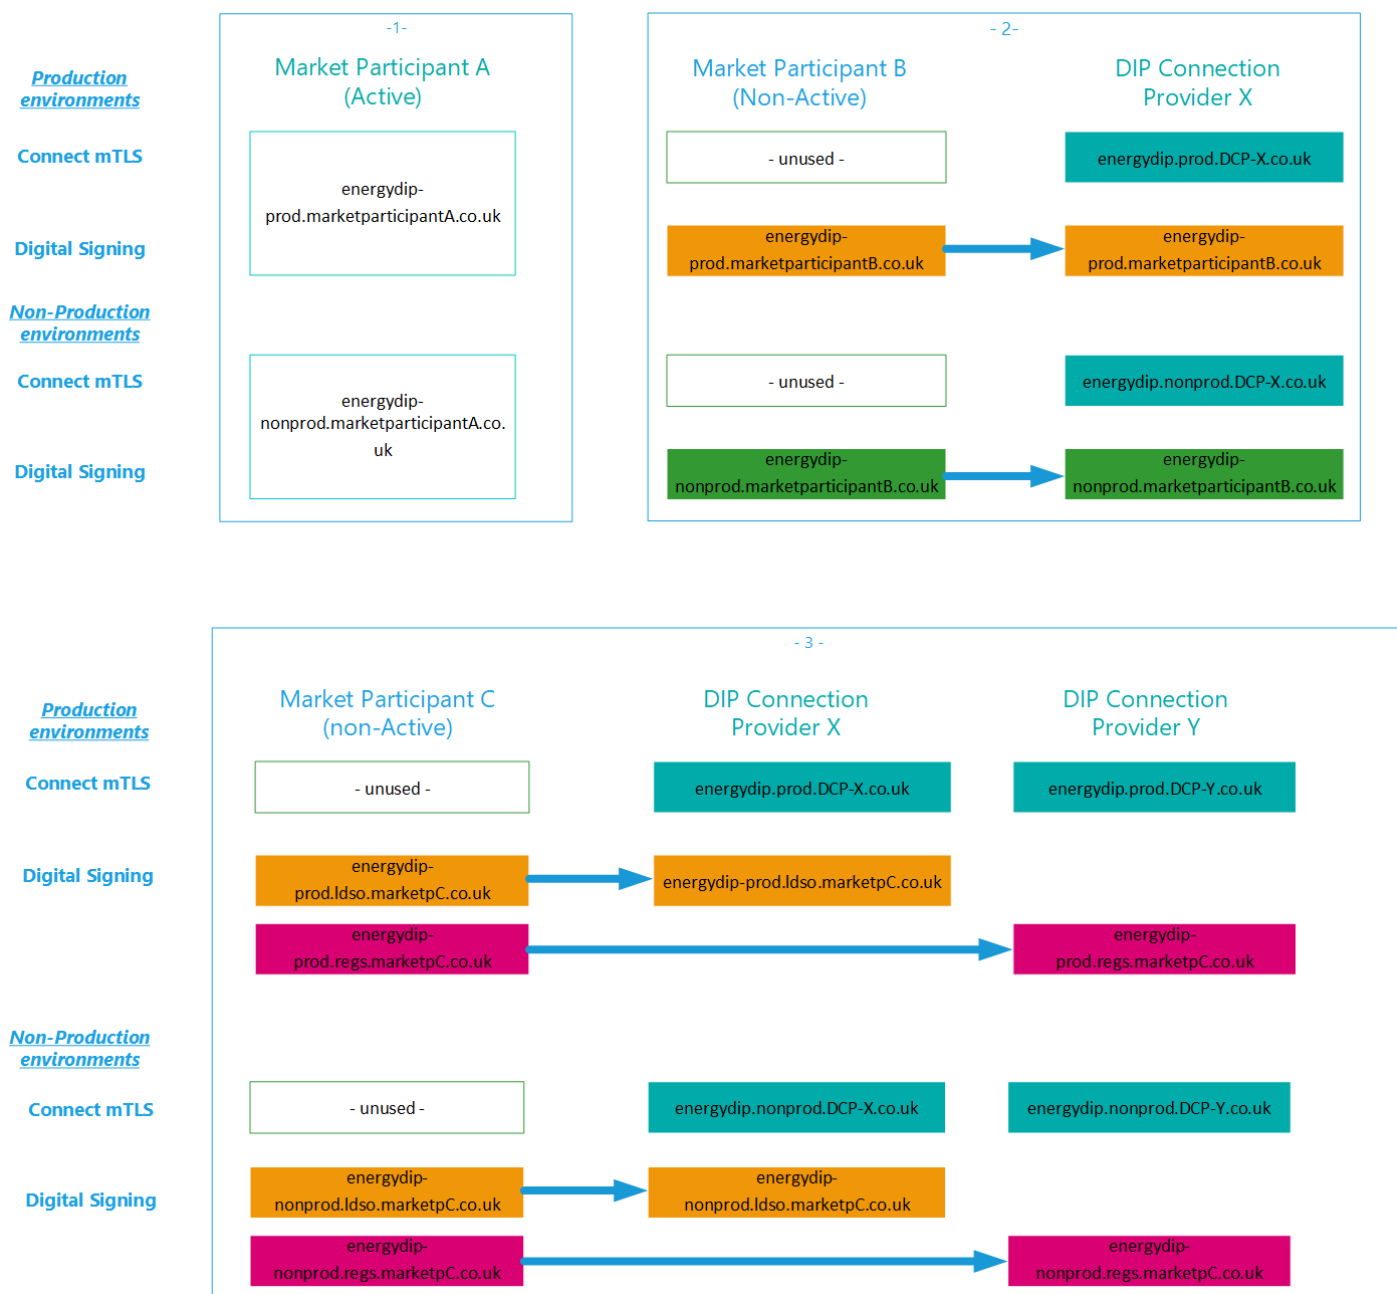 -1-
Production
environments
Market Participant A
(Active)
Connect mTLS
energydip-
prod.marketparticipantA.co.uk
Digital Signing
Non-Production
environments
Connect mTLS
energydip-
nonprod.marketparticipantA.co.
uk
Digital Signing
- 2-
Market Participant B
(Non-Active)
DIP Connection
Provider X
- unused -
energydip.prod.DCP-X.co.uk
energydip-
prod.marketparticipantB.co.uk
energydip-
prod.marketparticipantB.co.uk
- unused -
energydip.nonprod.DCP-X.co.uk
energydip-
nonprod.marketparticipantB.co.uk
energydip-
nonprod.marketparticipantB.co.uk
- 3 -
Production
environments
Market Participant C
(non-Active)
DIP Connection
Provider X
DIP Connection
Provider Y
Connect mTLS
- unused -
energydip.prod.DCP-X.co.uk
energydip.prod.DCP-Y.co.uk
Digital Signing
energydip-
prod.ldso.marketpC.co.uk
energydip-prod.ldso.marketpC.co.uk
energydip-
prod.regs.marketpC.co.uk
energydip-
prod.regs.marketpC.co.uk
Non-Production
environments
Connect mTLS
- unused -
energydip.nonprod.DCP-X.co.uk
energydip.nonprod.DCP-Y.co.uk
Digital Signing
energydip-
nonprod.ldso.marketpC.co.uk
energydip-
nonprod.ldso.marketpC.co.uk
energydip-
nonprod.regs.marketpC.co.uk
energydip-
nonprod.regs.marketpC.co.uk